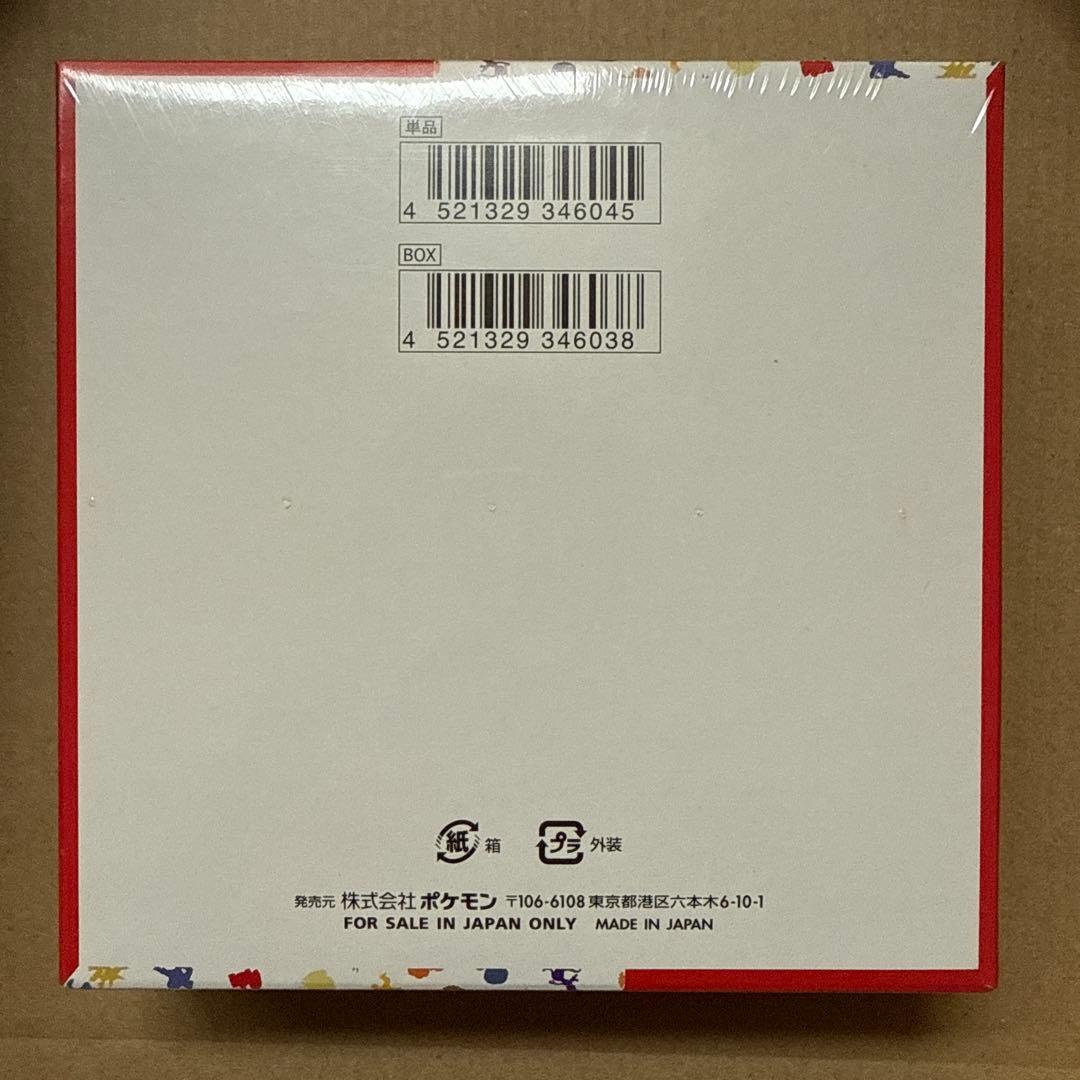 単品
4 521329 346045
BOX
4 521329 346038
紙 箱 プラ 外装
発売元 株式会社ポケモン 〒106-6108 東京都港区六本木6-10-1
FOR SALE IN JAPAN ONLY MADE IN JAPAN